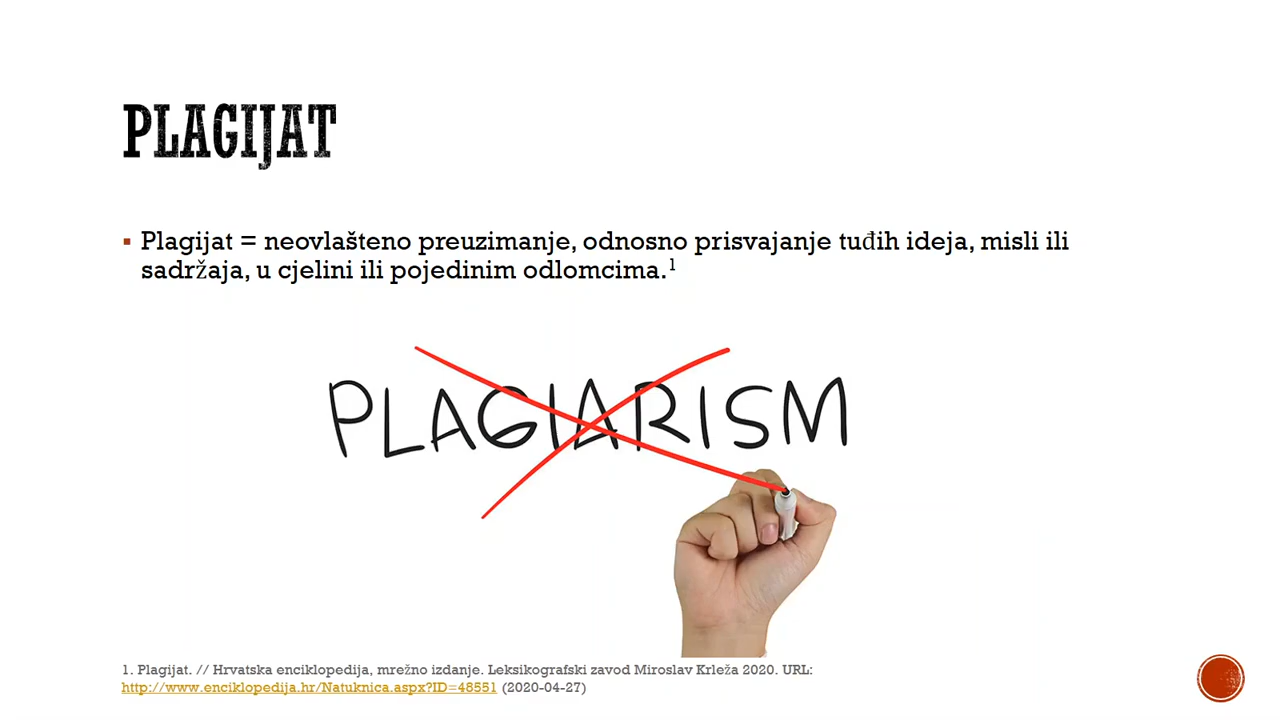 PLAGIJAT
Plagijat = neovlašteno preuzimanje, odnosno prisvajanje tuđih ideja, misli ili
sadržaja, u cjelini ili pojedinim odlomcima.1
PLAGIARISM
1. Plagijat. // Hrvatska enciklopedija, mrežno izdanje. Leksikografski zavod Miroslav Krleža 2020. URL:
http://www.enciklopedija.hr/Natuknica.aspx?ID=48551 (2020-04-27)